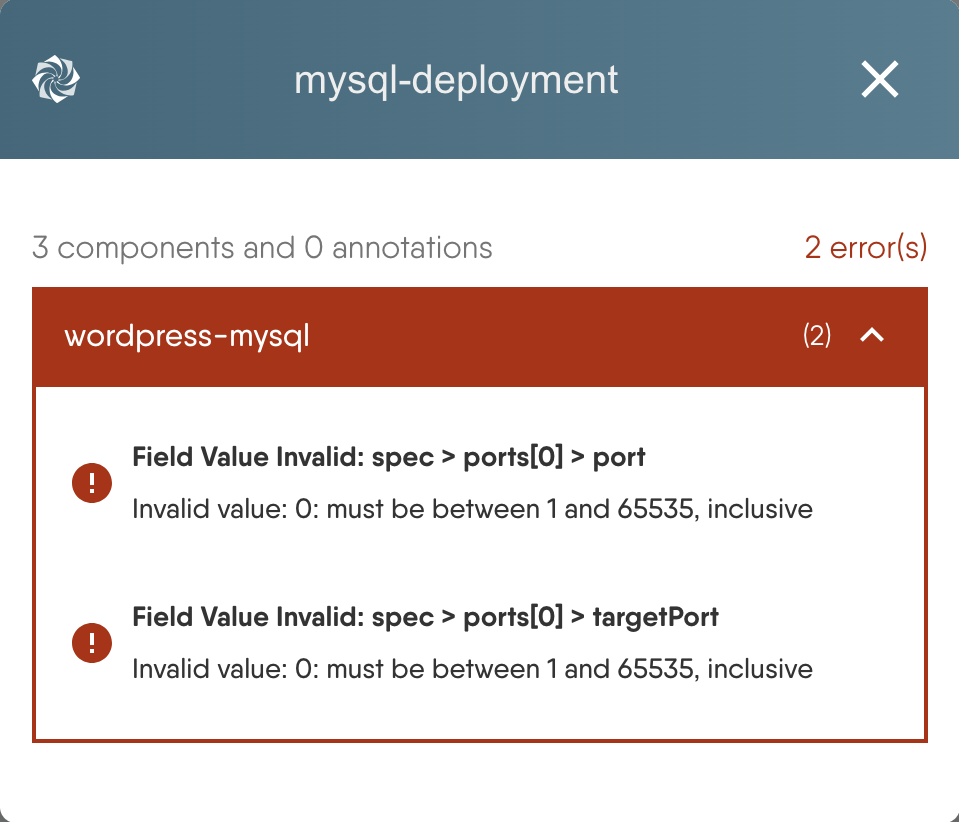 mysql-deployment
3 components and 0 annotations
2 error(s)
wordpress-mysql
(2)
Field Value Invalid: spec > ports[0] > port
Invalid value: 0: must be between 1 and 65535, inclusive
Field Value Invalid: spec > ports[0] > targetPort
Invalid value: 0: must be between 1 and 65535, inclusive